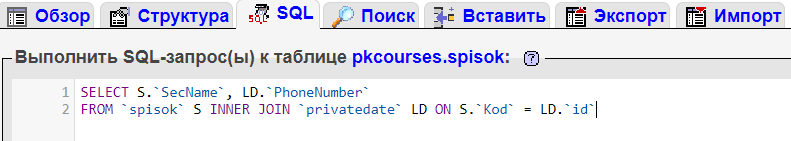 Обзор Структура SQL Поиск Вставить Экспорт Импорт
Выполнить SQL-запрос(ы) к таблице pkcourses.spisok: ?
1 SELECT S.`SecName`, LD.`PhoneNumber`
2 FROM `spisok` S INNER JOIN `privatedate` LD ON S.`Kod` = LD.`id`